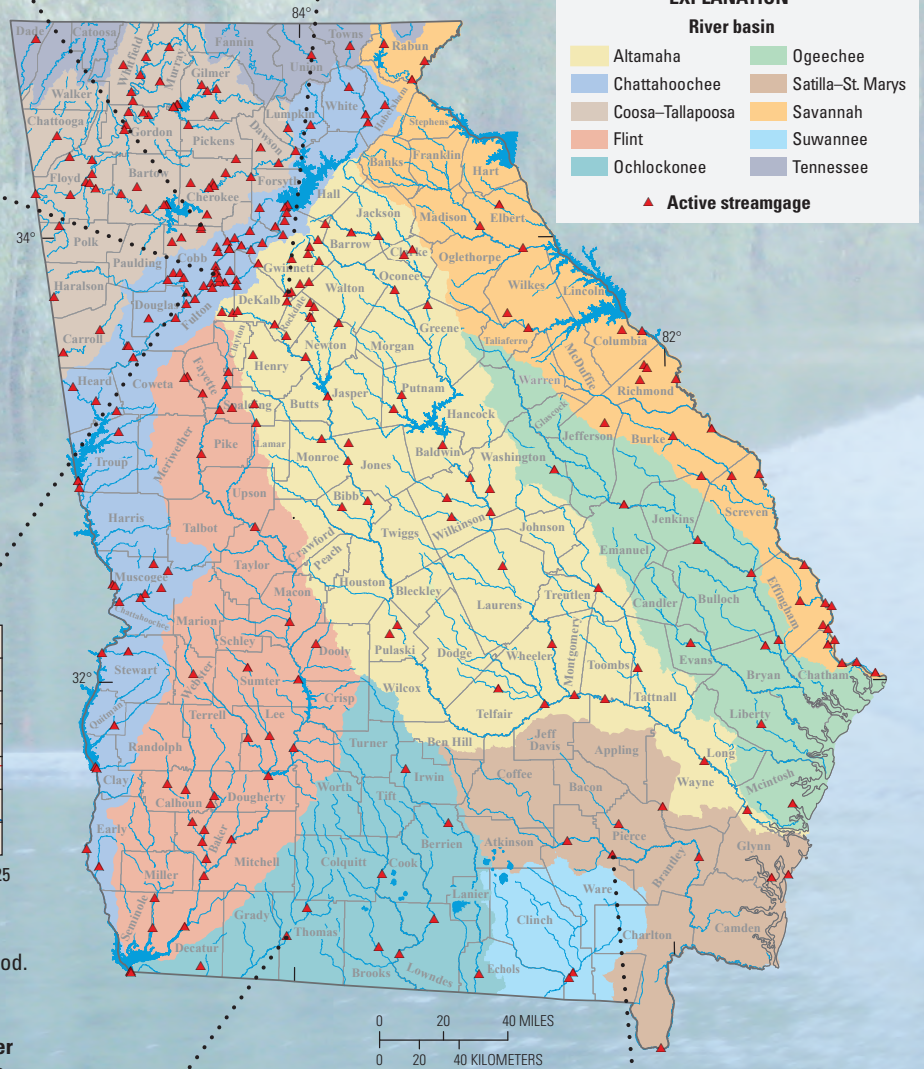 EXPLANATION
River basin
Altamaha
Chattahoochee
Coosa–Tallapoosa
Flint
Ochlockonee
Ogeechee
Satilla–St. Marys
Savannah
Suwannee
Tennessee
Active streamgage
84°
Dade
Catoosa
Fannin
Towns
Rabun
Whitfield
Murray
Union
Gilmer
Walker
White
Habersham
Lumpkin
Chattooga
Gordon
Dawson
Stephens
Pickens
Banks
Franklin
Hart
Floyd
Bartow
Cherokee
Forsyth
Hall
Jackson
Madison
Elbert
34°
Polk
Paulding
Cobb
Barrow
Clarke
Oglethorpe
Gwinnett
Oconee
Haralson
Walton
Wilkes
Lincoln
Douglas
Fulton
DeKalb
Rockdale
Greene
Taliaferro
Columbia
82°
Carroll
Clayton
Newton
Morgan
McDuffie
Henry
Warren
Heard
Coweta
Fayette
Richmond
Spalding
Butts
Jasper
Putnam
Hancock
Glascock
Jefferson
Burke
Meriwether
Pike
Lamar
Monroe
Jones
Baldwin
Washington
Troup
Upson
Bibb
Wilkinson
Screven
Harris
Talbot
Crawford
Twiggs
Johnson
Jenkins
Peach
Emanuel
Muscogee
Taylor
Macon
Houston
Bleckley
Laurens
Treutlen
Candler
Bulloch
Effingham
Chattahoochee
Marion
Schley
Dooly
Pulaski
Dodge
Wheeler
Montgomery
Toombs
Evans
Stewart
Webster
Sumter
Bryan
Chatham
32°
Quitman
Crisp
Wilcox
Telfair
Tattnall
Liberty
Terrell
Lee
Randolph
Turner
Ben Hill
Jeff
Davis
Appling
Long
Clay
Worth
Irwin
Coffee
Bacon
Wayne
McIntosh
Calhoun
Dougherty
Tift
Early
Baker
Berrien
Atkinson
Pierce
Glynn
Mitchell
Colquitt
Cook
Brantley
Miller
Lanier
Ware
Seminole
Grady
Thomas
Clinch
Charlton
Camden
Decatur
Brooks
Lowndes
Echols
25
od.
er
0 20 40 MILES
0 20 40 KILOMETERS